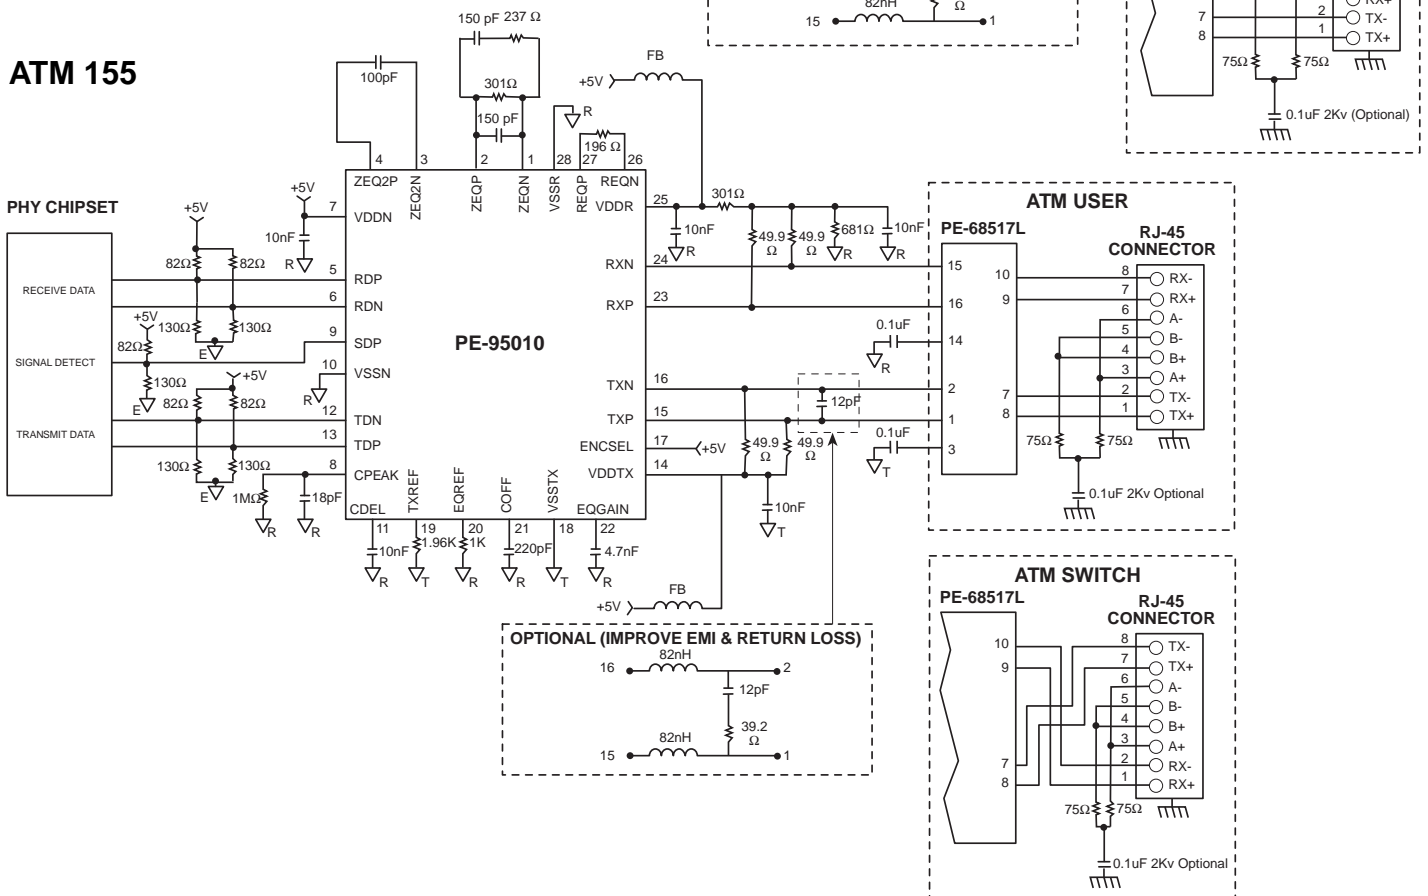 ATM 155
82nH
Ω
15
1
RX+
7
2
TX-
8
1
TX+
75Ω
75Ω
0.1uF 2Kv (Optional)
150 pF 237 Ω
100pF
301Ω
150 pF
FB
+5V
R
196 Ω
4
3
2
1
28
27
26
ZEQ2P
ZEQ2N
ZEQP
ZEQN
VSSR
REQP
REQN
PHY CHIPSET
RECEIVE DATA
SIGNAL DETECT
TRANSMIT DATA
+5V
+5V
7
VDDN
10nF
R
82Ω
82Ω
5
RDP
6
RDN
130Ω
130Ω
E
+5V
82Ω
9
SDP
130Ω
E
10
VSSN
R
+5V
82Ω
82Ω
12
TDN
13
TDP
130Ω
130Ω
E
8
CPEAK
1MΩ
18pF
R
R
PE-95010
25
VDDR
301Ω
10nF
R
49.9
Ω
49.9
Ω
681Ω
R
10nF
R
24
RXN
23
RXP
0.1uF
R
16
TXN
15
TXP
12pF
17
ENCSEL
+5V
14
VDDTX
49.9
Ω
49.9
Ω
0.1uF
T
10nF
T
CDEL
TXREF
EQREF
COFF
VSSTX
EQGAIN
11
19
20
21
18
22
10nF
1.96K
1K
220pF
4.7nF
R
T
R
R
T
R
+5V
FB
OPTIONAL (IMPROVE EMI & RETURN LOSS)
16
82nH
2
12pF
39.2
Ω
15
82nH
1
ATM USER
PE-68517L
RJ-45
CONNECTOR
15
16
14
2
1
3
10
9
7
8
8
RX-
7
RX+
6
A-
5
B-
4
B+
3
A+
2
TX-
1
TX+
75Ω
75Ω
0.1uF 2Kv Optional
ATM SWITCH
PE-68517L
RJ-45
CONNECTOR
10
9
7
8
8
TX-
7
TX+
6
A-
5
B-
4
B+
3
A+
2
RX-
1
RX+
75Ω
75Ω
0.1uF 2Kv Optional